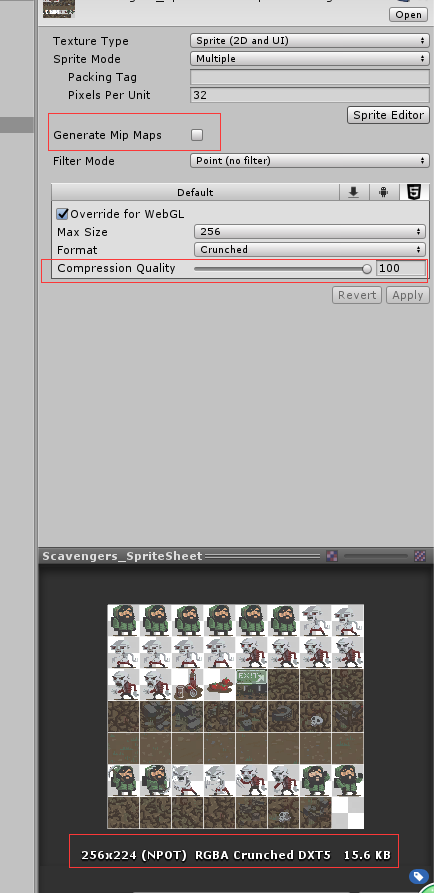 Open
Texture Type Sprite (2D and UI)
Sprite Mode Multiple
Packing Tag
Pixels Per Unit 32
Sprite Editor
Generate Mip Maps
Filter Mode Point (no filter)
Default
Override for WebGL
Max Size 256
Format Crunched
Compression Quality 100
Revert Apply
Scavengers_SpriteSheet
EXIT
256x224 (NPOT) RGBA Crunched DXT5 15.6 KB